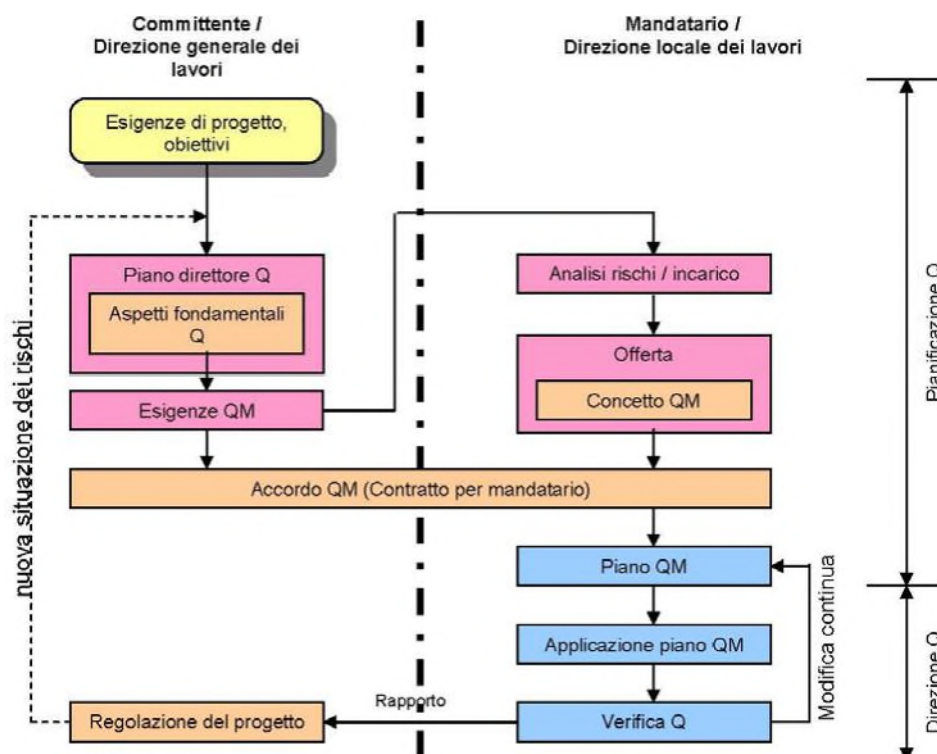 Committente /
Direzione generale dei
lavori
Mandatario /
Direzione locale dei lavori
Esigenze di progetto,
obiettivi
Piano direttore Q
Aspetti fondamentali
Q
Esigenze QM
Analisi rischi / incarico
Offerta
Concetto QM
Accordo QM (Contratto per mandatario)
Piano QM
Applicazione piano QM
Verifica Q
Rapporto
Regolazione del progetto
nuova situazione dei rischi
Modifica continua
Pianificazione Q
Direzione Q